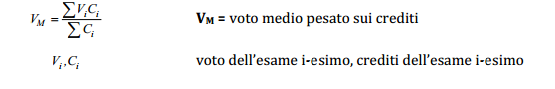 V_M = ∑V_iC_i / ∑C_i V_M = voto medio pesato sui crediti
V_i,C_i voto dell'esame i-esimo, crediti dell'esame i-esimo